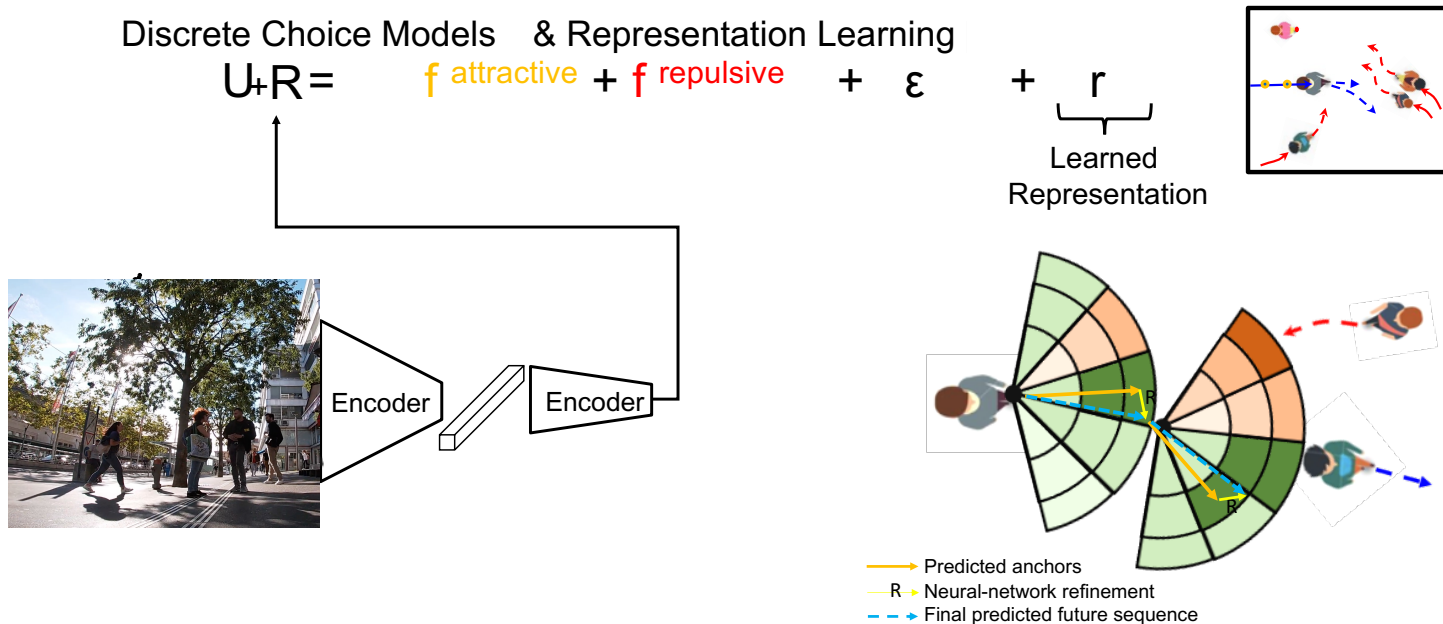 Discrete Choice Models & Representation Learning
U+R = f attractive + f repulsive + ε + r
Learned
Representation
Encoder
Encoder
R
R
Predicted anchors
R Neural-network refinement
Final predicted future sequence